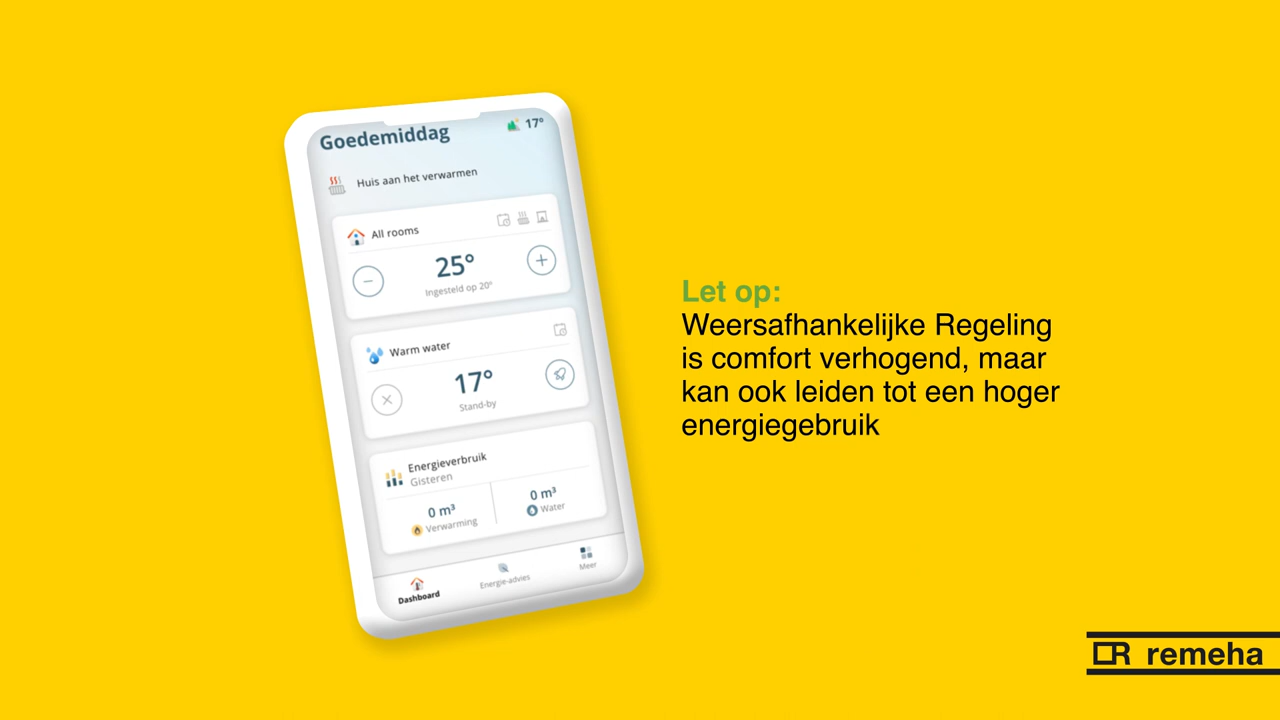 Goedemiddag
17°
Huis aan het verwarmen
All rooms
25°
Ingesteld op 20°
Warm water
17°
Stand-by
Energieverbruik
Gisteren
0 m³
Verwarming
0 m³
Water
Dashboard
Energie-advies
Meer
Let op:
Weersafhankelijke Regeling
is comfort verhogend, maar
kan ook leiden tot een hoger
energiegebruik
remeha